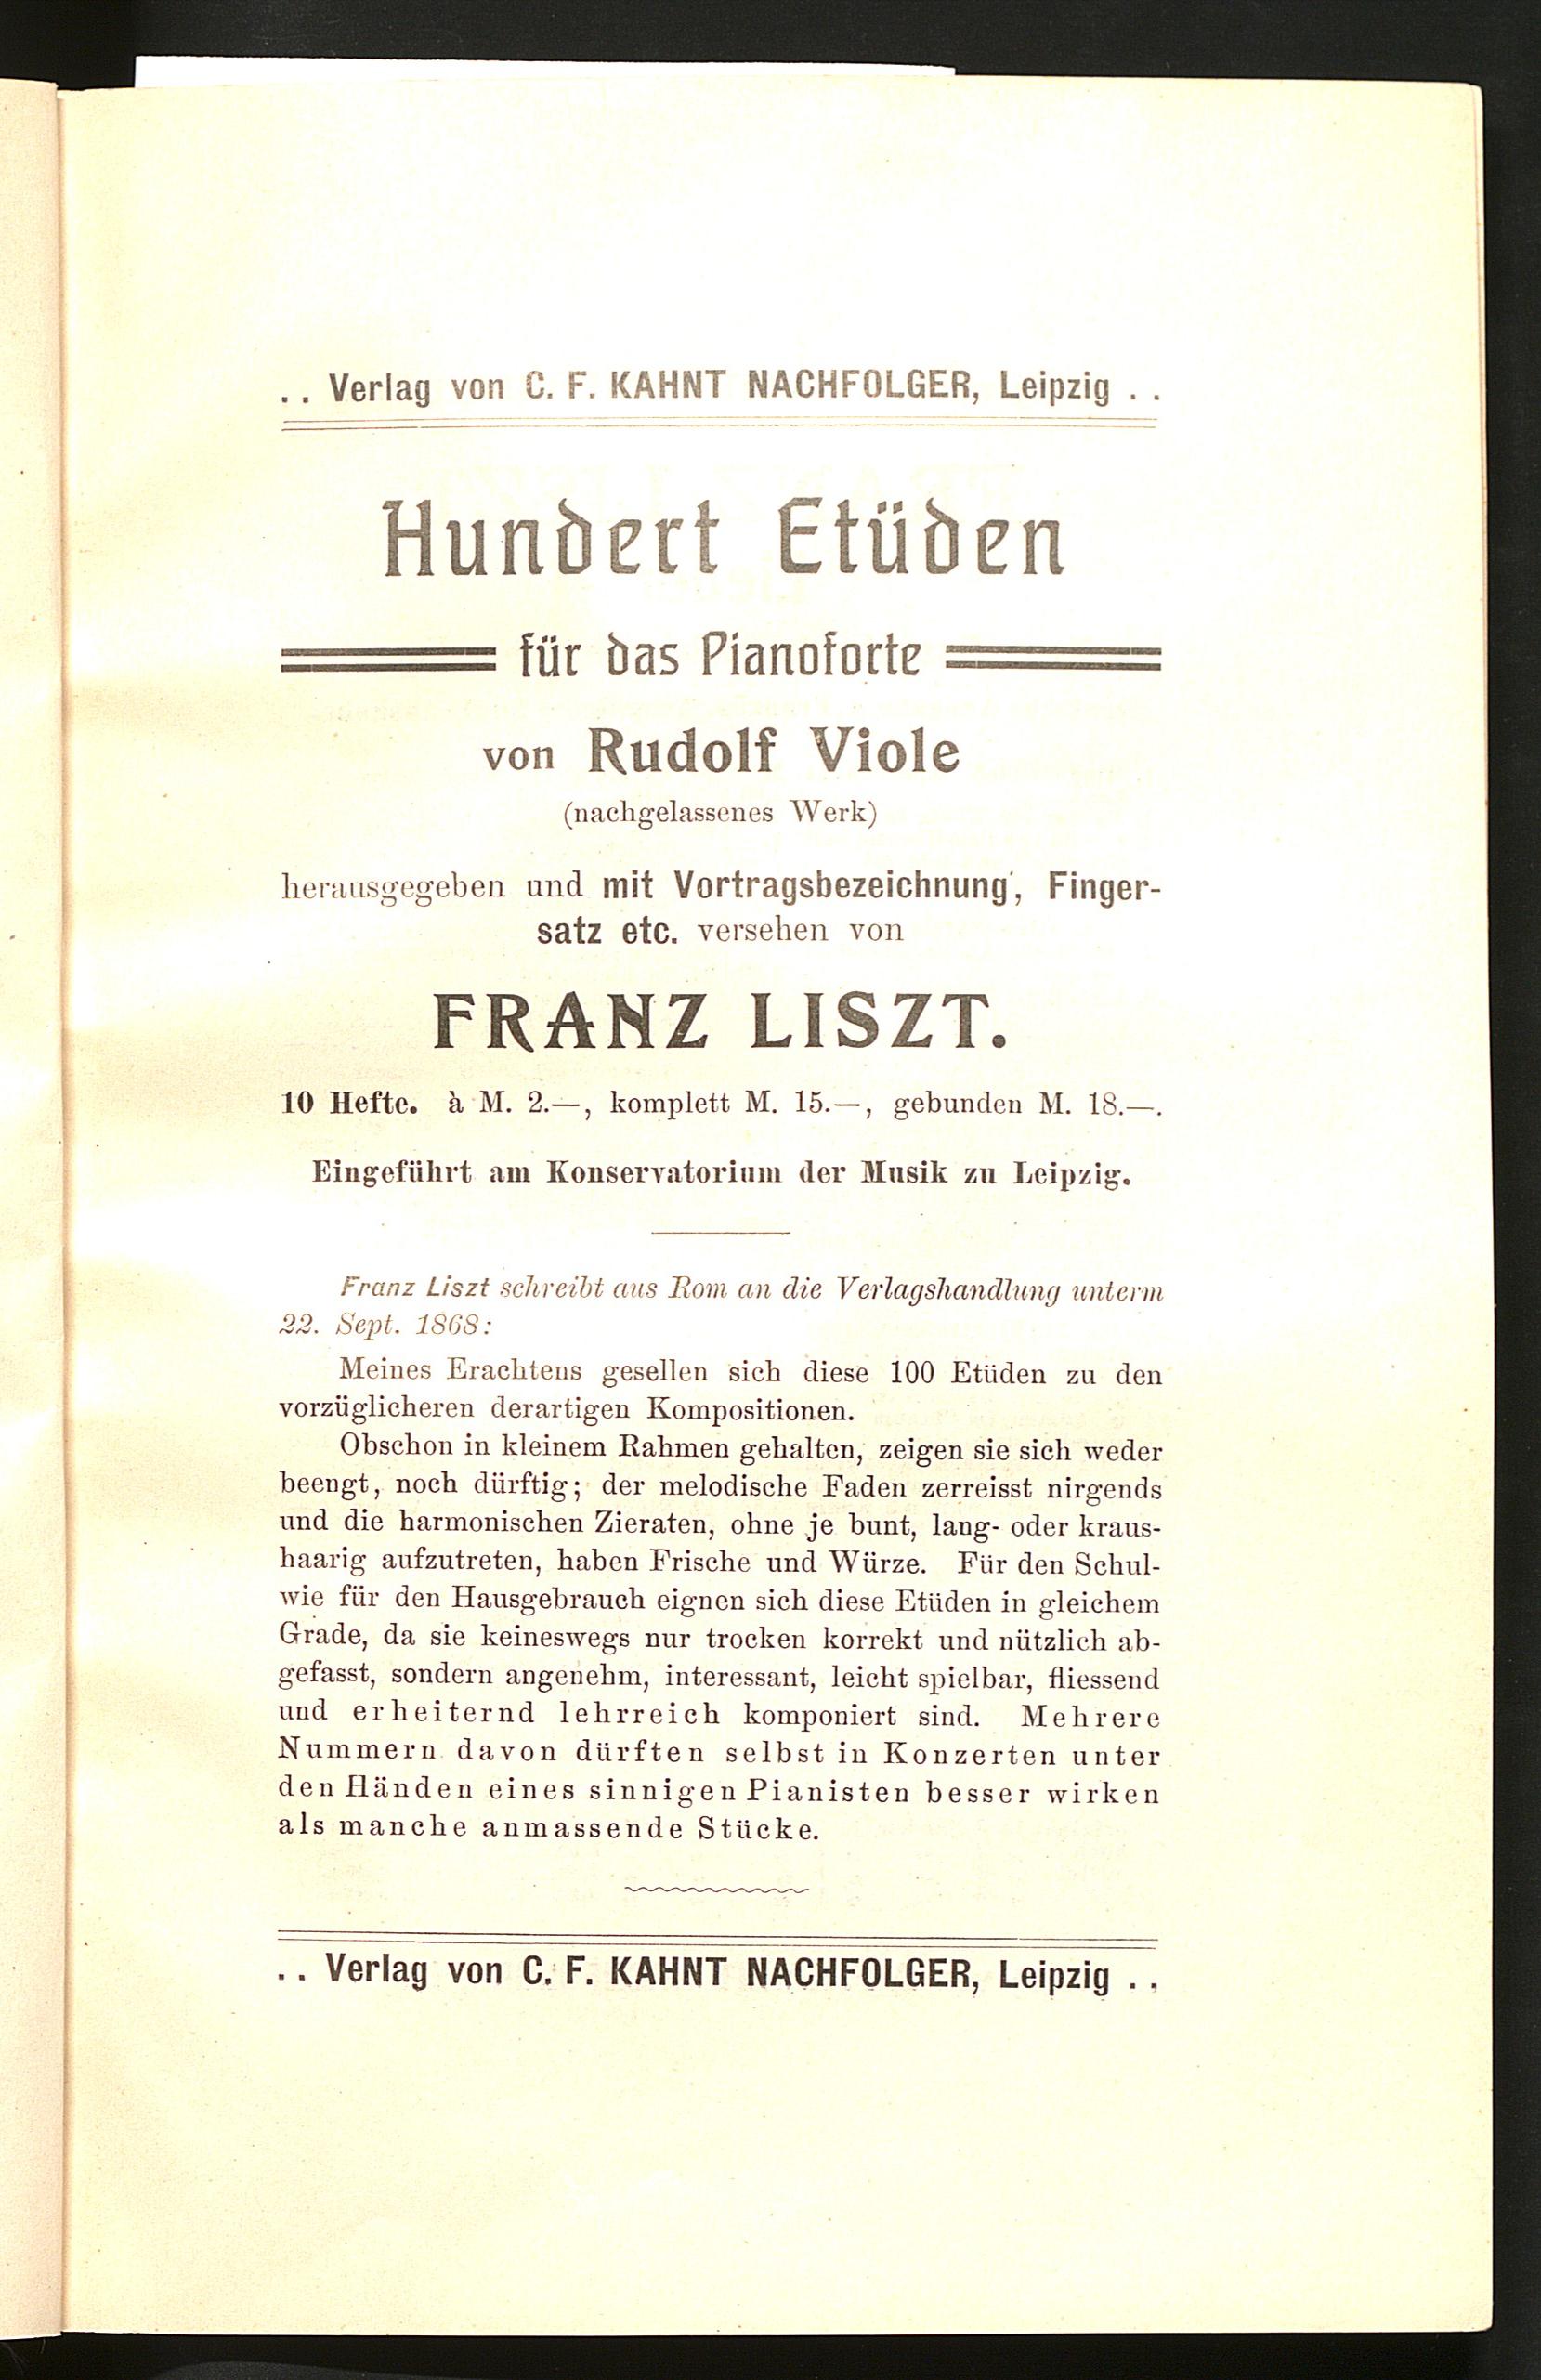 . . Verlag von C. F. KAHNT NACHFOLGER, Leipzig . .
Hundert Etüden
für das Pianoforte
von Rudolf Viole
(nachgelassenes Werk)
herausgegeben und mit Vortragsbezeichnung, Finger-
satz etc. versehen von
FRANZ LISZT.
10 Hefte. à M. 2.—, komplett M. 15.—, gebunden M. 18.—.
Eingeführt am Konservatorium der Musik zu Leipzig.
Franz Liszt schreibt aus Rom an die Verlagshandlung unterm
22. Sept. 1868:
Meines Erachtens gesellen sich diese 100 Etüden zu den
vorzüglicheren derartigen Kompositionen.
Obschon in kleinem Rahmen gehalten, zeigen sie sich weder
beengt, noch dürftig; der melodische Faden zerreisst nirgends
und die harmonischen Zieraten, ohne je bunt, lang- oder kraus-
haarig aufzutreten, haben Frische und Würze. Für den Schul-
wie für den Hausgebrauch eignen sich diese Etüden in gleichem
Grade, da sie keineswegs nur trocken korrekt und nützlich ab-
gefasst, sondern angenehm, interessant, leicht spielbar, fliessend
und erheiternd lehrreich komponiert sind. Mehrere
Nummern davon dürften selbst in Konzerten unter
den Händen eines sinnigen Pianisten besser wirken
als manche anmassende Stücke.
. . Verlag von C. F. KAHNT NACHFOLGER, Leipzig . .